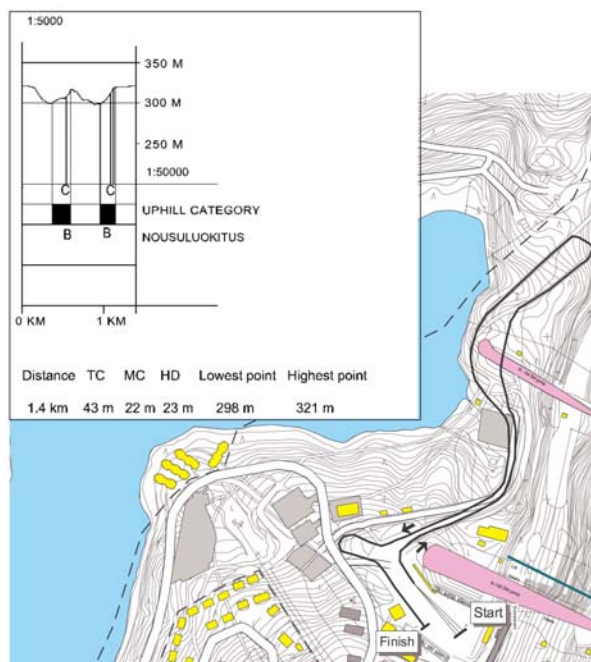 1:5000
350 M
300 M
250 M
1:50000
C C
UPHILL CATEGORY
B B
NOUSULUOKITUS
0 KM 1 KM
Distance TC MC HD Lowest point Highest point
1.4 km 43 m 22 m 23 m 298 m 321 m
Start
Finish